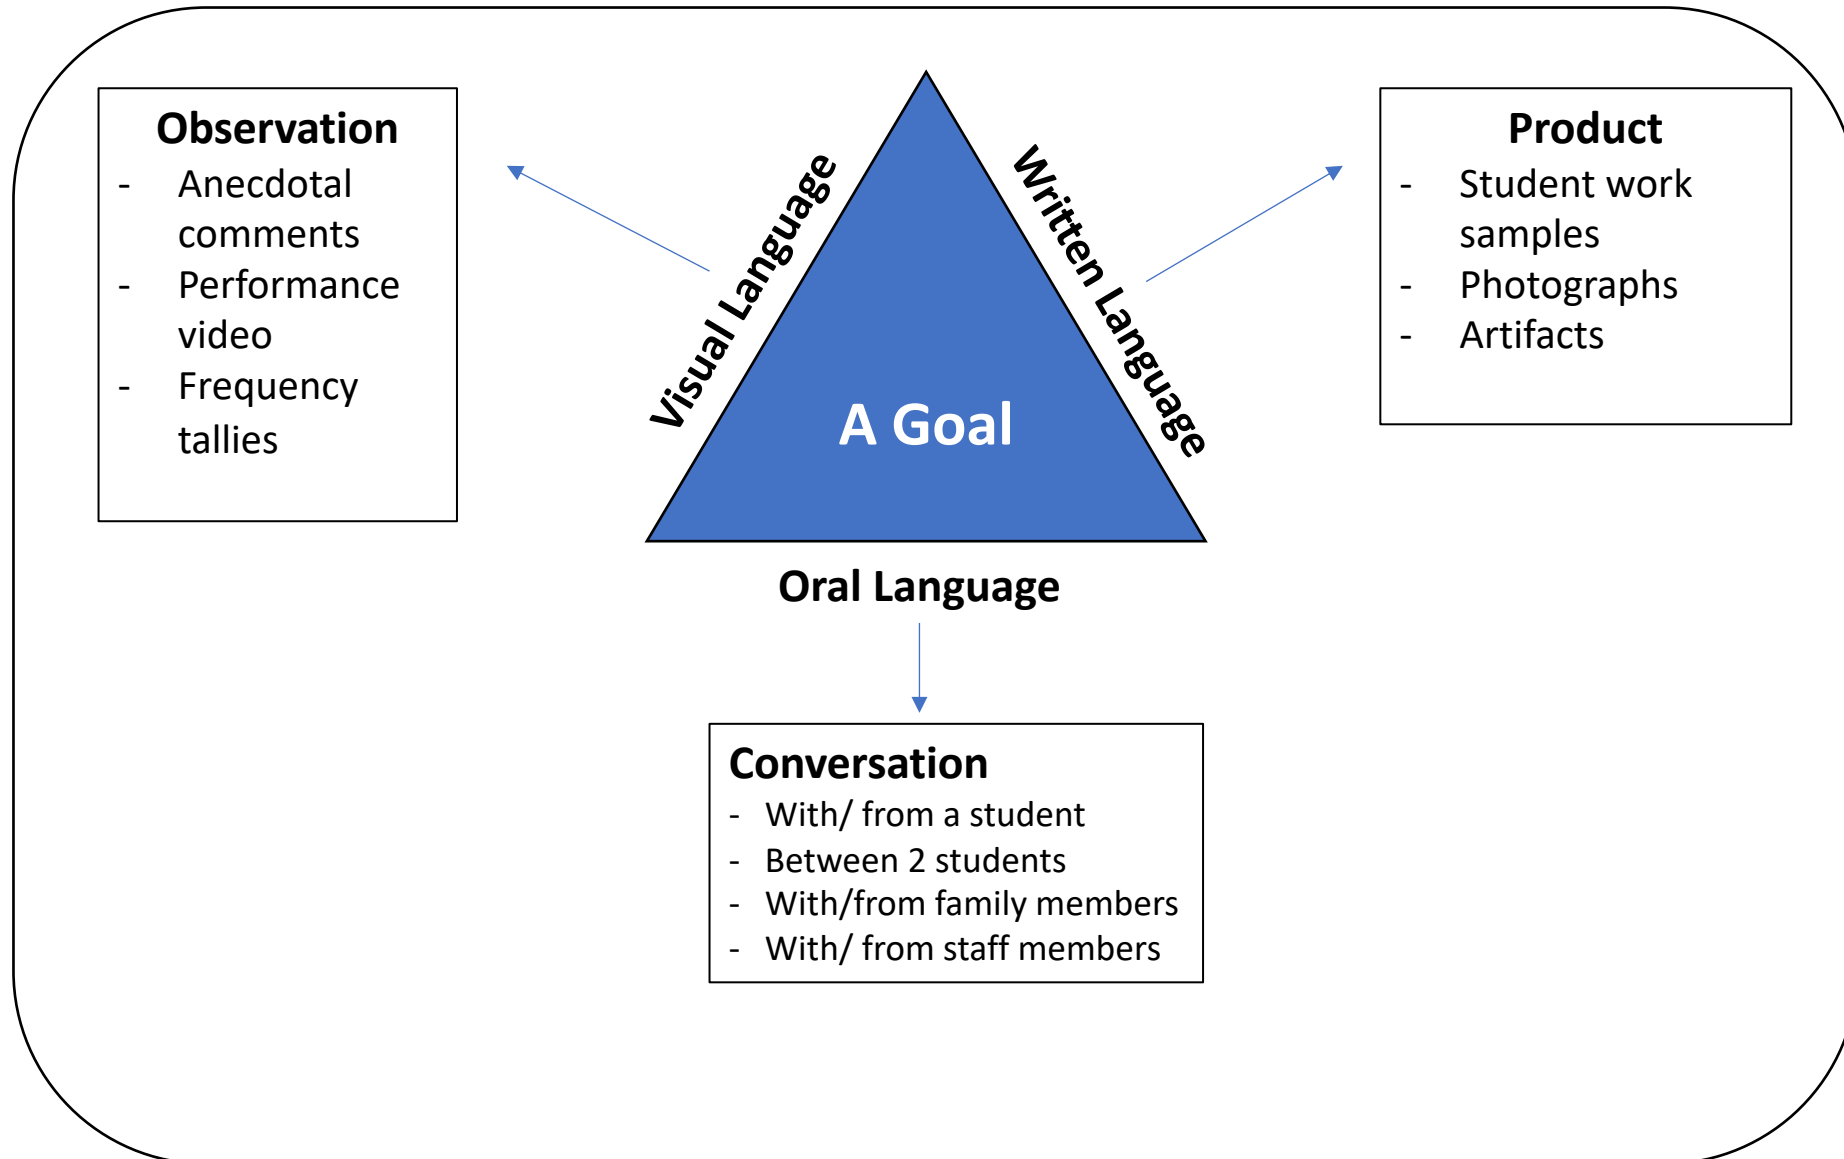 Observation
- Anecdotal
comments
- Performance
video
- Frequency
tallies
Visual Language
A Goal
Written Language
Product
- Student work
samples
- Photographs
- Artifacts
Oral Language
Conversation
- With/ from a student
- Between 2 students
- With/from family members
- With/ from staff members